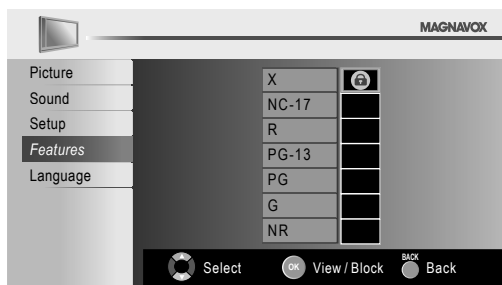 MAGNAVOX
Picture
Sound
Setup
Features
Language
X
NC-17
R
PG-13
PG
G
NR
Select
OK
View / Block
BACK
Back